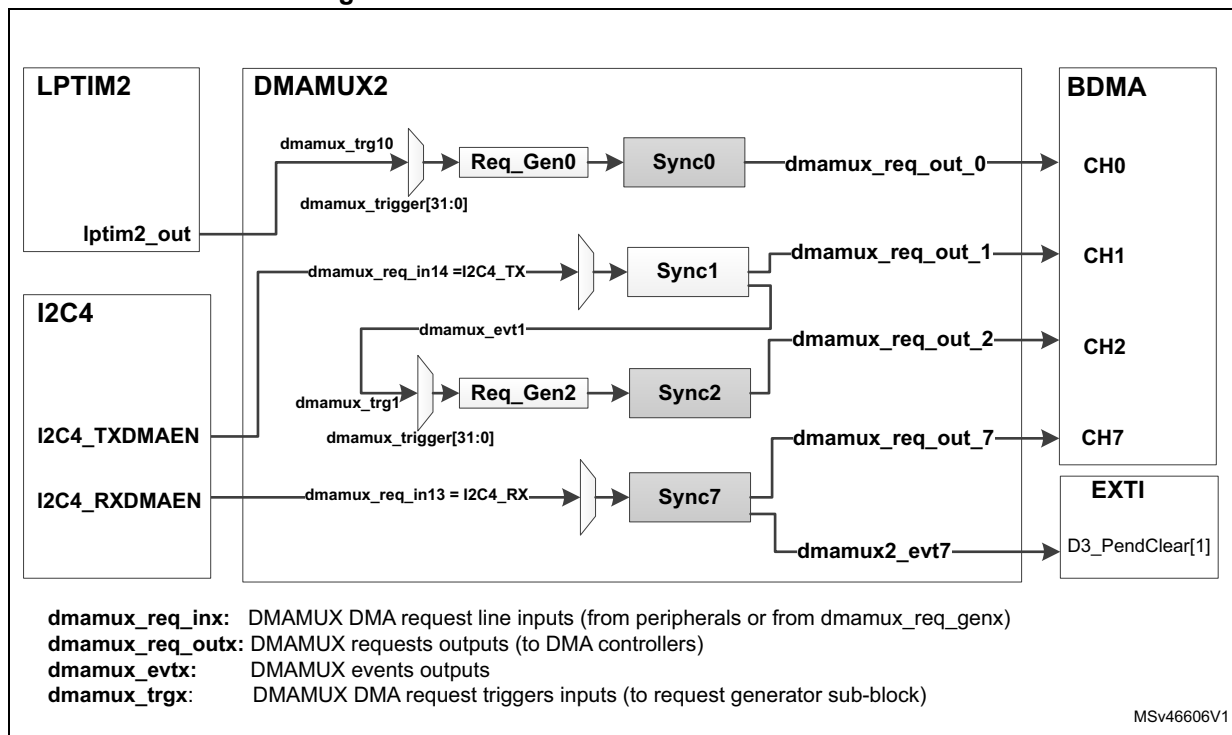 LPTIM2
DMAMUX2
BDMA
dmamux_trg10
Req_Gen0
Sync0
dmamux_req_out_0
CH0
dmamux_trigger[31:0]
lptim2_out
dmamux_req_in14 =I2C4_TX
Sync1
dmamux_req_out_1
CH1
I2C4
dmamux_evt1
dmamux_req_out_2
CH2
dmamux_trg1
Req_Gen2
Sync2
dmamux_trigger[31:0]
I2C4_TXDMAEN
dmamux_req_out_7
CH7
I2C4_RXDMAEN
dmamux_req_in13 = I2C4_RX
Sync7
EXTI
dmamux2_evt7
D3_PendClear[1]
dmamux_req_inx: DMAMUX DMA request line inputs (from peripherals or from dmamux_req_genx)
dmamux_req_outx: DMAMUX requests outputs (to DMA controllers)
dmamux_evtx: DMAMUX events outputs
dmamux_trgx: DMAMUX DMA request triggers inputs (to request generator sub-block)
MSv46606V1